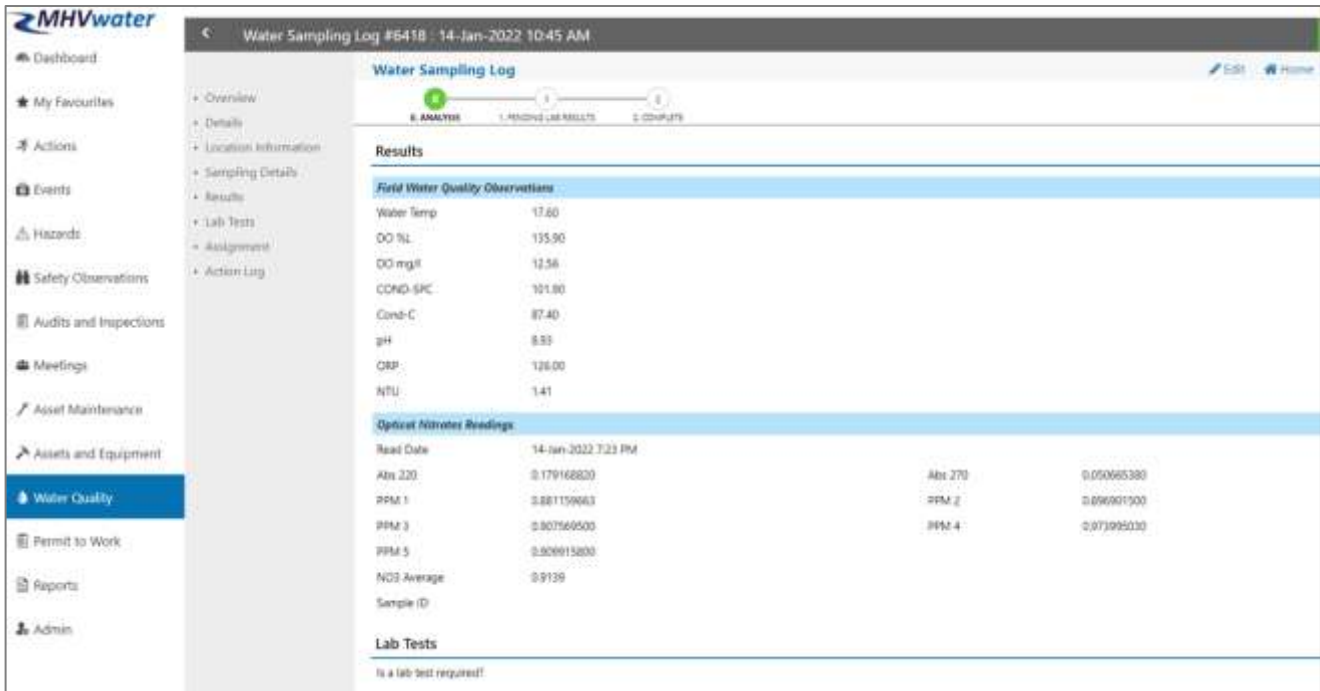 MHVwater
Water Sampling Log #6418 : 14-Jan-2022 10:45 AM
Dashboard
My Favourites
Actions
Events
Hazards
Safety Observations
Audits and Inspections
Meetings
Asset Maintenance
Assets and Equipment
Water Quality
Permit to Work
Reports
Admin
Overview
Details
Location Information
Sampling Details
Results
Lab Tests
Assignment
Action Log
Water Sampling Log
Edit Home
0. ANALYSIS 1. PENDING LAB RESULTS 2. COMPLETE
Results
Field Water Quality Observations
Water Temp 17.60
DO %L 135.90
DO mg/l 12.56
COND-SPC 101.80
Cond-C 87.40
pH 8.93
ORP 126.00
NTU 1.41
Optical Nitrates Readings
Read Date 14-Jan-2022 7:23 PM
Abs 220 0.179168820 Abs 270 0.050665380
PPM 1 0.881159663 PPM 2 0.896901500
PPM 3 0.907569500 PPM 4 0.973995030
PPM 5 0.909915800
NO3 Average 0.9139
Sample ID
Lab Tests
Is a lab test required?